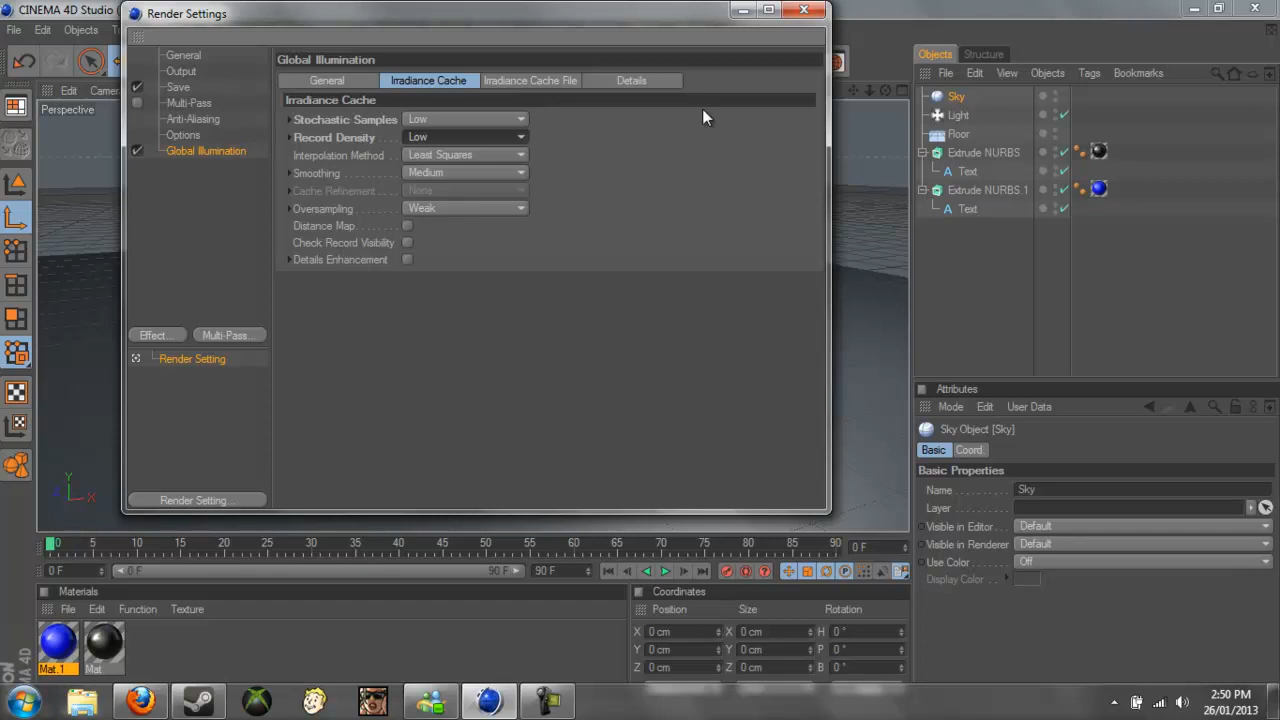 CINEMA 4D Studio (
Render Settings
File Edit Objects
Edit Camer
Perspective
General
Output
Save
Multi-Pass
Anti-Aliasing
Options
Global Illumination
Effect... Multi-Pass...
Render Setting
Render Setting...
Global Illumination
General Irradiance Cache Irradiance Cache File Details
Irradiance Cache
Stochastic Samples Low
Record Density Low
Interpolation Method Least Squares
Smoothing Medium
Cache Refinement None
Oversampling Weak
Distance Map
Check Record Visibility
Details Enhancement
Objects Structure
File Edit View Objects Tags Bookmarks
Sky
Light
Floor
Extrude NURBS
A Text
Extrude NURBS 1
A Text
Attributes
Mode Edit User Data
Sky Object [Sky]
Basic Coord.
Basic Properties
Name Sky
Layer
Visible in Editor Default
Visible in Renderer Default
Use Color Off
Display Color
Y
X
0 5 10 15 20 25 30 35 40 45 50 55 60 65 70 75 80 85 90 0 F
0 F 0 F 90 F 90 F
Materials
File Edit Function Texture
Mat.1 Mat
Coordinates
Position Size Rotation
X 0 cm X 0 cm H 0 °
Y 0 cm Y 0 cm P 0 °
Z 0 cm Z 0 cm B 0 °
2:50 PM
26/01/2013